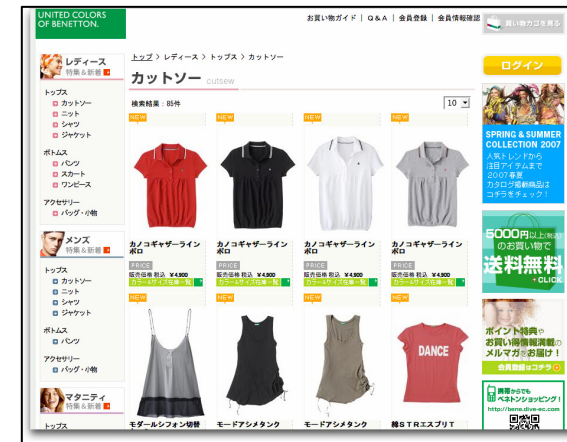 UNITED COLORS
OF BENETTON.
お買い物ガイド | Q&A | 会員登録 | 会員情報確認
買い物カゴを見る
トップ > レディース > トップス > カットソー
カットソー cutsew
検索結果:85件
10
レディース
特集&新着
トップス
カットソー
ニット
シャツ
ジャケット
ボトムス
パンツ
スカート
ワンピース
アクセサリー
バッグ・小物
メンズ
特集&新着
トップス
カットソー
ニット
シャツ
ジャケット
ボトムス
パンツ
アクセサリー
バッグ・小物
マタニティ
特集&新着
トップス
NEW
NEW
NEW
NEW
カノコギャザーライン
ポロ
PRICE
販売価格 税込 ¥4,900
カラー&サイズ在庫一覧
カノコギャザーライン
ポロ
PRICE
販売価格 税込 ¥4,900
カラー&サイズ在庫一覧
カノコギャザーライン
ポロ
PRICE
販売価格 税込 ¥4,900
カラー&サイズ在庫一覧
カノコギャザーライン
ポロ
PRICE
販売価格 税込 ¥4,900
カラー&サイズ在庫一覧
NEW
NEW
NEW
NEW
DANCE
モダールシフォン切替
モードアシメタンク
モードアシメタンク
綿STRエスプリT
ログイン
SPRING & SUMMER
COLLECTION 2007
人気トレンドから
注目アイテムまで
2007春夏
カタログ掲載商品は
コチラをチェック!
5000円以上(税込)
のお買い物で
送料無料
+CLICK
ポイント特典や
お買い得情報満載の
メルマガをお届け!
会員登録はコチラ
携帯からでも
ベネトンショッピング!
http://bene.dive-ec.com